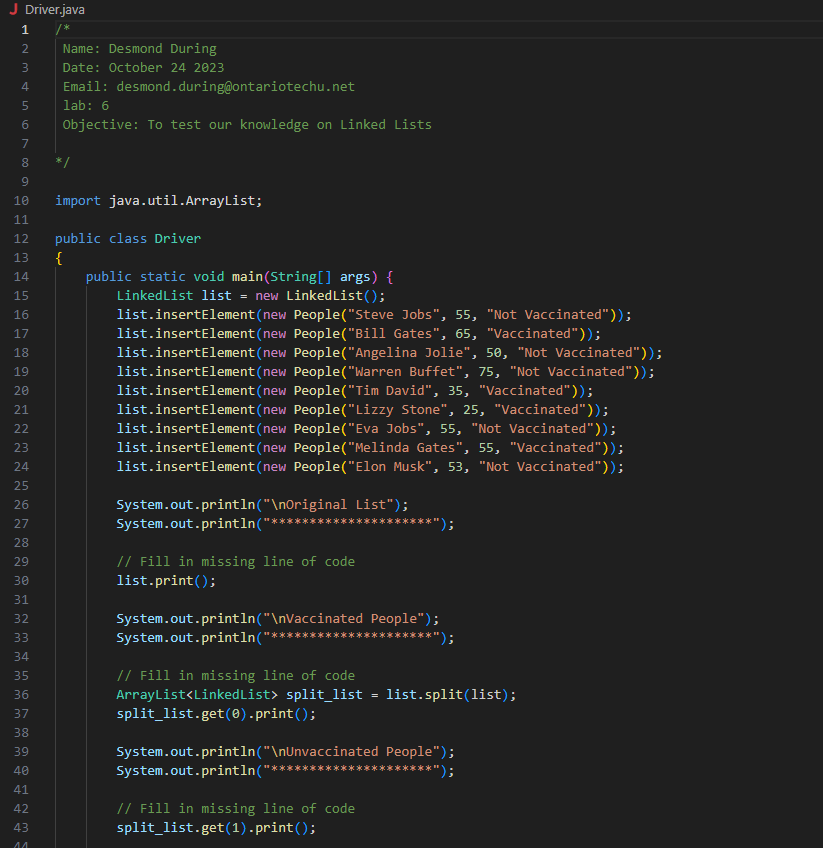 J Driver.java
1 /*
2 Name: Desmond During
3 Date: October 24 2023
4 Email: desmond.during@ontariotechu.net
5 lab: 6
6 Objective: To test our knowledge on Linked Lists
7
8 */
9
10 import java.util.ArrayList;
11
12 public class Driver
13 {
14 public static void main(String[] args) {
15 LinkedList list = new LinkedList();
16 list.insertElement(new People("Steve Jobs", 55, "Not Vaccinated"));
17 list.insertElement(new People("Bill Gates", 65, "Vaccinated"));
18 list.insertElement(new People("Angelina Jolie", 50, "Not Vaccinated"));
19 list.insertElement(new People("Warren Buffet", 75, "Not Vaccinated"));
20 list.insertElement(new People("Tim David", 35, "Vaccinated"));
21 list.insertElement(new People("Lizzy Stone", 25, "Vaccinated"));
22 list.insertElement(new People("Eva Jobs", 55, "Not Vaccinated"));
23 list.insertElement(new People("Melinda Gates", 55, "Vaccinated"));
24 list.insertElement(new People("Elon Musk", 53, "Not Vaccinated"));
25
26 System.out.println("\nOriginal List");
27 System.out.println("*********************");
28
29 // Fill in missing line of code
30 list.print();
31
32 System.out.println("\nVaccinated People");
33 System.out.println("*********************");
34
35 // Fill in missing line of code
36 ArrayList<LinkedList> split_list = list.split(list);
37 split_list.get(0).print();
38
39 System.out.println("\nUnvaccinated People");
40 System.out.println("*********************");
41
42 // Fill in missing line of code
43 split_list.get(1).print();
44